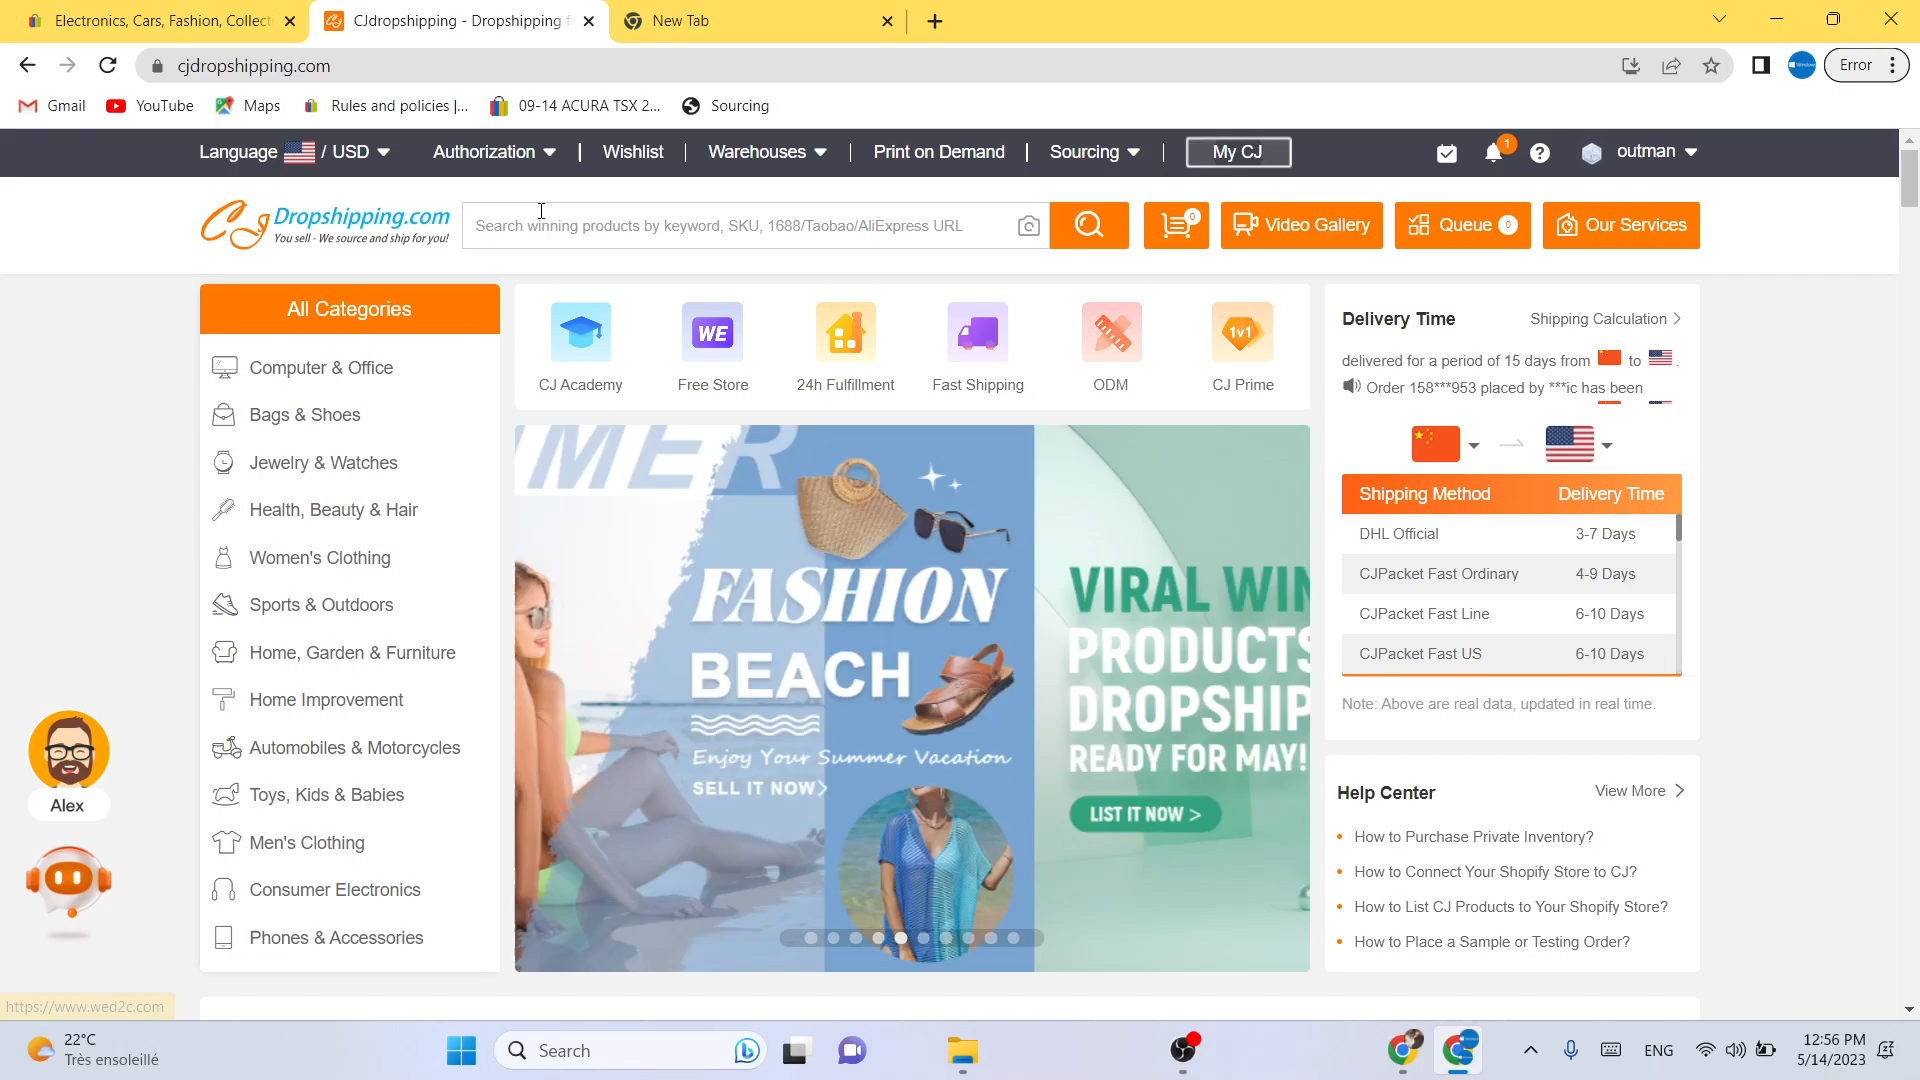 Electronics, Cars, Fashion, Collect
CJdropshipping - Dropshipping f
New Tab
cjdropshipping.com
Error
Gmail
YouTube
Maps
Rules and policies |...
09-14 ACURA TSX 2...
Sourcing
Language / USD
Authorization
Wishlist
Warehouses
Print on Demand
Sourcing
My CJ
1
outman
CJ Dropshipping.com
You sell - We source and ship for you!
Search winning products by keyword, SKU, 1688/Taobao/AliExpress URL
0
Video Gallery
Queue 0
Our Services
All Categories
Computer & Office
Bags & Shoes
Jewelry & Watches
Health, Beauty & Hair
Women's Clothing
Sports & Outdoors
Home, Garden & Furniture
Home Improvement
Automobiles & Motorcycles
Toys, Kids & Babies
Men's Clothing
Consumer Electronics
Phones & Accessories
WE
1v1
CJ Academy
Free Store
24h Fulfillment
Fast Shipping
ODM
CJ Prime
MER
FASHION
BEACH
Enjoy Your Summer Vacation
SELL IT NOW>
VIRAL WIN
PRODUCTS
DROPSHIP
READY FOR MAY!
LIST IT NOW >
Delivery Time
Shipping Calculation >
delivered for a period of 15 days from to .
Order 158***953 placed by ***ic has been
Shipping Method Delivery Time
DHL Official 3-7 Days
CJPacket Fast Ordinary 4-9 Days
CJPacket Fast Line 6-10 Days
CJPacket Fast US 6-10 Days
Note: Above are real data, updated in real time.
Help Center
View More >
How to Purchase Private Inventory?
How to Connect Your Shopify Store to CJ?
How to List CJ Products to Your Shopify Store?
How to Place a Sample or Testing Order?
Alex
https://www.wed2c.com
22°C
Très ensoleillé
Search
ENG
12:56 PM
5/14/2023